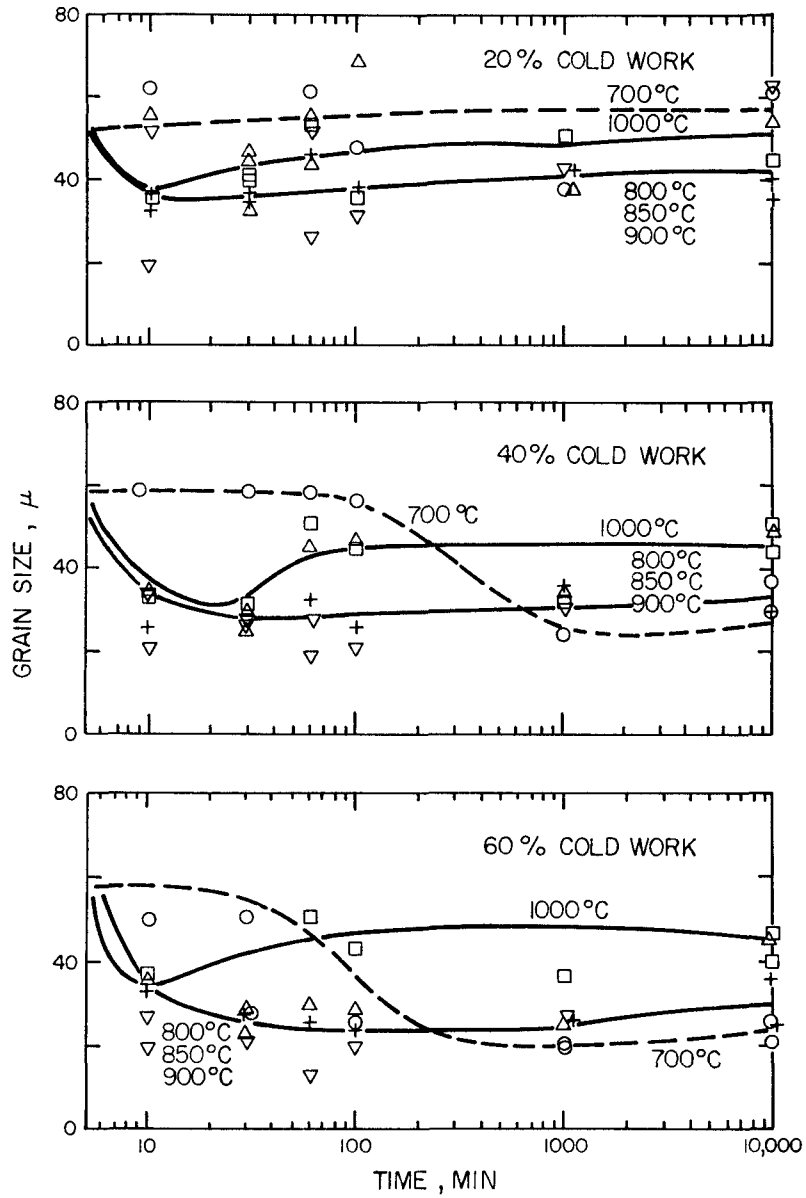 80
20% COLD WORK
700°C
1000°C
40
800°C
850°C
900°C
0
80
40% COLD WORK
700°C
1000°C
800°C
40
850°C
900°C
0
GRAIN SIZE, μ
80
60% COLD WORK
1000°C
40
800°C
850°C
900°C
700°C
0
10
100
1000
10,000
TIME, MIN